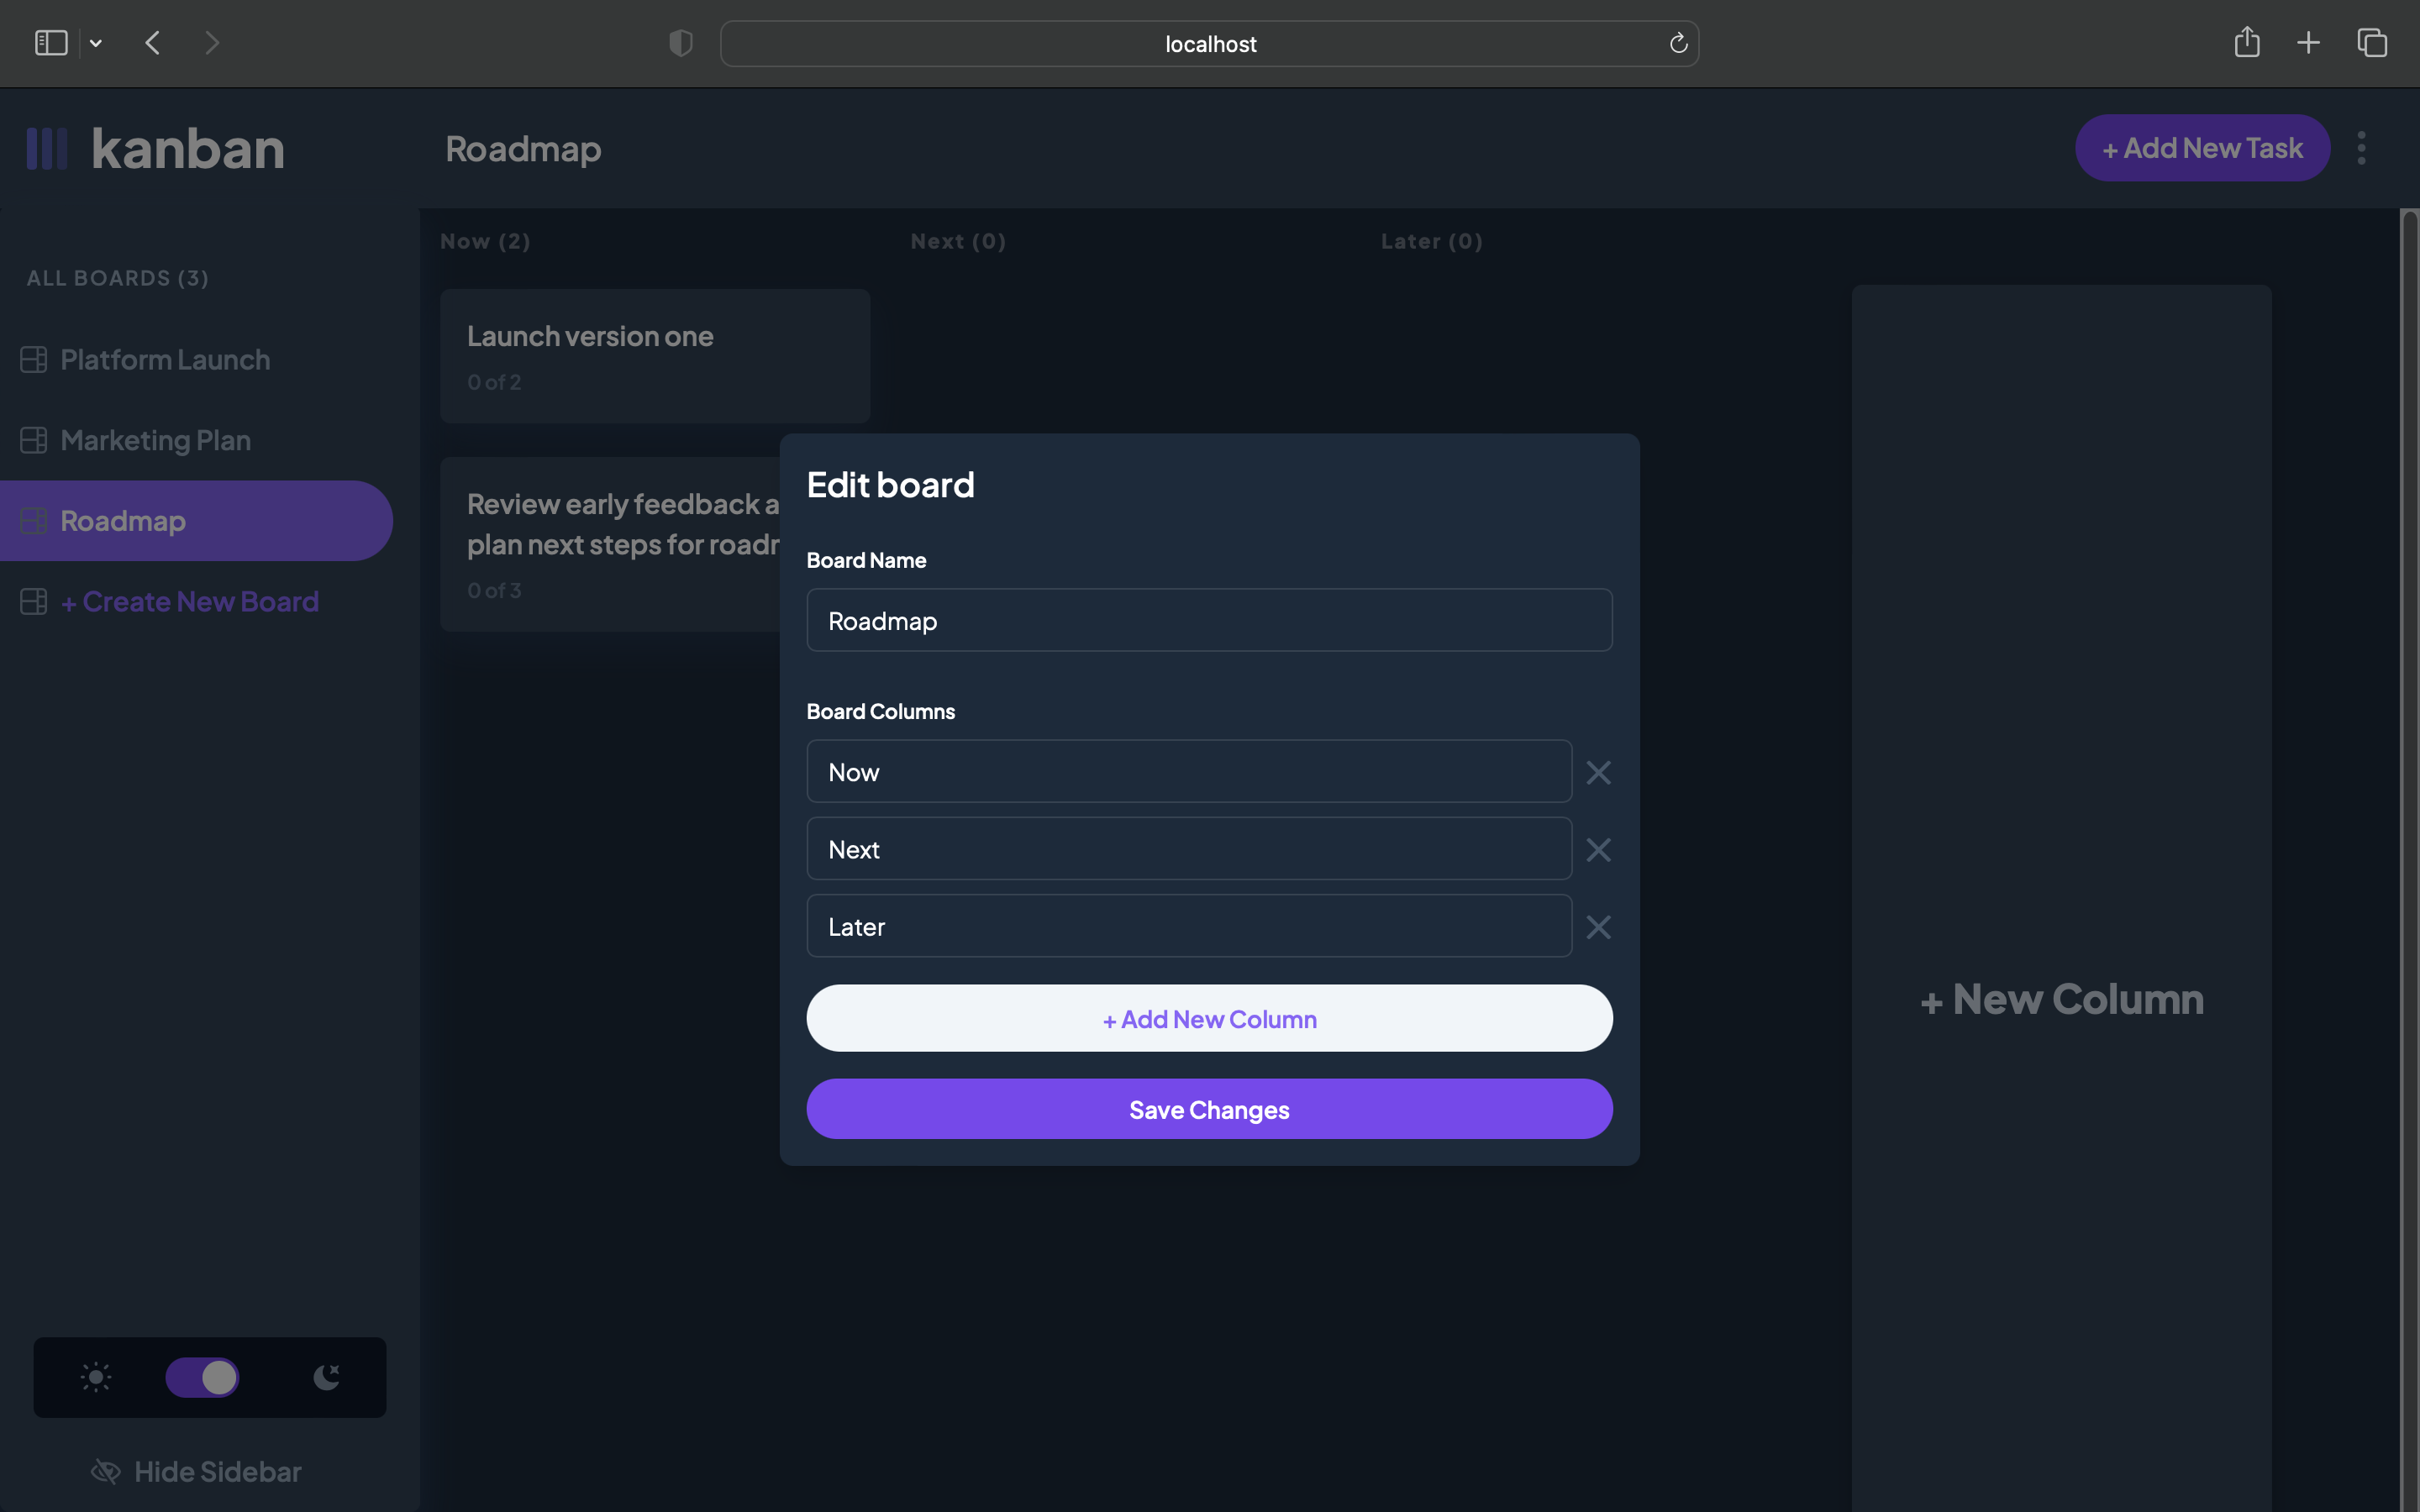 localhost
kanban
Roadmap
+ Add New Task
ALL BOARDS (3)
Platform Launch
Marketing Plan
Roadmap
+ Create New Board
Hide Sidebar
Now (2)
Next (0)
Later (0)
Launch version one
0 of 2
Review early feedback
plan next steps for
0 of 3
+ New Column
Edit board
Board Name
Roadmap
Board Columns
Now
Next
Later
+ Add New Column
Save Changes